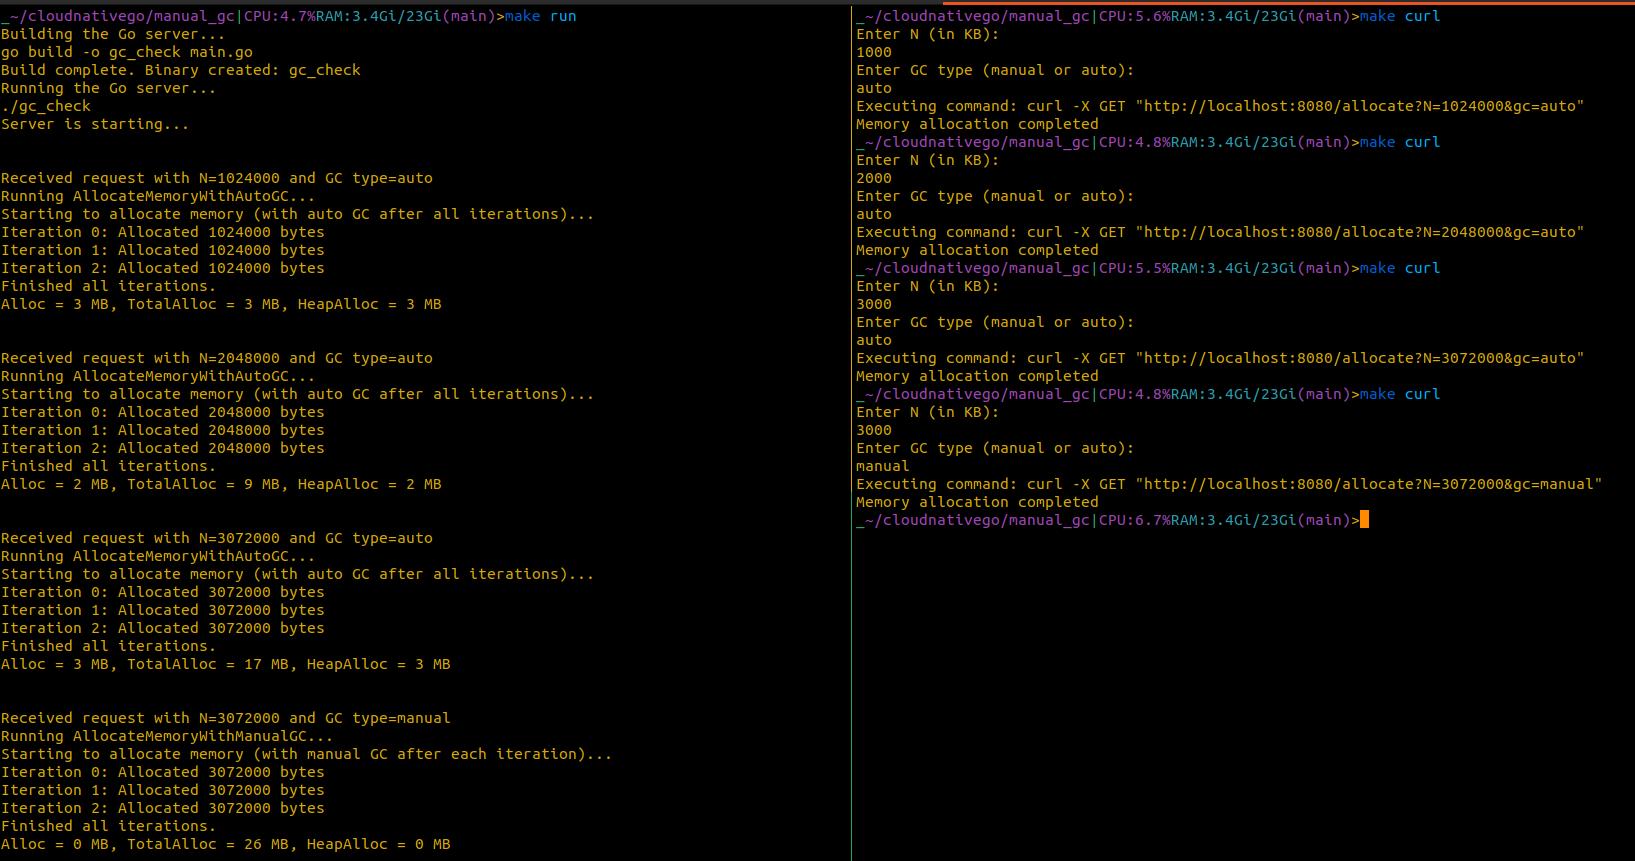 _~/cloudnativego/manual_gc|CPU:4.7%RAM:3.4Gi/23Gi(main)>make run
Building the Go server...
go build -o gc_check main.go
Build complete. Binary created: gc_check
Running the Go server...
./gc_check
Server is starting...
Received request with N=1024000 and GC type=auto
Running AllocateMemoryWithAutoGC...
Starting to allocate memory (with auto GC after all iterations)...
Iteration 0: Allocated 1024000 bytes
Iteration 1: Allocated 1024000 bytes
Iteration 2: Allocated 1024000 bytes
Finished all iterations.
Alloc = 3 MB, TotalAlloc = 3 MB, HeapAlloc = 3 MB
Received request with N=2048000 and GC type=auto
Running AllocateMemoryWithAutoGC...
Starting to allocate memory (with auto GC after all iterations)...
Iteration 0: Allocated 2048000 bytes
Iteration 1: Allocated 2048000 bytes
Iteration 2: Allocated 2048000 bytes
Finished all iterations.
Alloc = 2 MB, TotalAlloc = 9 MB, HeapAlloc = 2 MB
Received request with N=3072000 and GC type=auto
Running AllocateMemoryWithAutoGC...
Starting to allocate memory (with auto GC after all iterations)...
Iteration 0: Allocated 3072000 bytes
Iteration 1: Allocated 3072000 bytes
Iteration 2: Allocated 3072000 bytes
Finished all iterations.
Alloc = 3 MB, TotalAlloc = 17 MB, HeapAlloc = 3 MB
Received request with N=3072000 and GC type=manual
Running AllocateMemoryWithManualGC...
Starting to allocate memory (with manual GC after each iteration)...
Iteration 0: Allocated 3072000 bytes
Iteration 1: Allocated 3072000 bytes
Iteration 2: Allocated 3072000 bytes
Finished all iterations.
Alloc = 0 MB, TotalAlloc = 26 MB, HeapAlloc = 0 MB
_~/cloudnativego/manual_gc|CPU:5.6%RAM:3.4Gi/23Gi(main)>make curl
Enter N (in KB):
1000
Enter GC type (manual or auto):
auto
Executing command: curl -X GET "http://localhost:8080/allocate?N=1024000&gc=auto"
Memory allocation completed
_~/cloudnativego/manual_gc|CPU:4.8%RAM:3.4Gi/23Gi(main)>make curl
Enter N (in KB):
2000
Enter GC type (manual or auto):
auto
Executing command: curl -X GET "http://localhost:8080/allocate?N=2048000&gc=auto"
Memory allocation completed
_~/cloudnativego/manual_gc|CPU:5.5%RAM:3.4Gi/23Gi(main)>make curl
Enter N (in KB):
3000
Enter GC type (manual or auto):
auto
Executing command: curl -X GET "http://localhost:8080/allocate?N=3072000&gc=auto"
Memory allocation completed
_~/cloudnativego/manual_gc|CPU:4.8%RAM:3.4Gi/23Gi(main)>make curl
Enter N (in KB):
3000
Enter GC type (manual or auto):
manual
Executing command: curl -X GET "http://localhost:8080/allocate?N=3072000&gc=manual"
Memory allocation completed
_~/cloudnativego/manual_gc|CPU:6.7%RAM:3.4Gi/23Gi(main)>